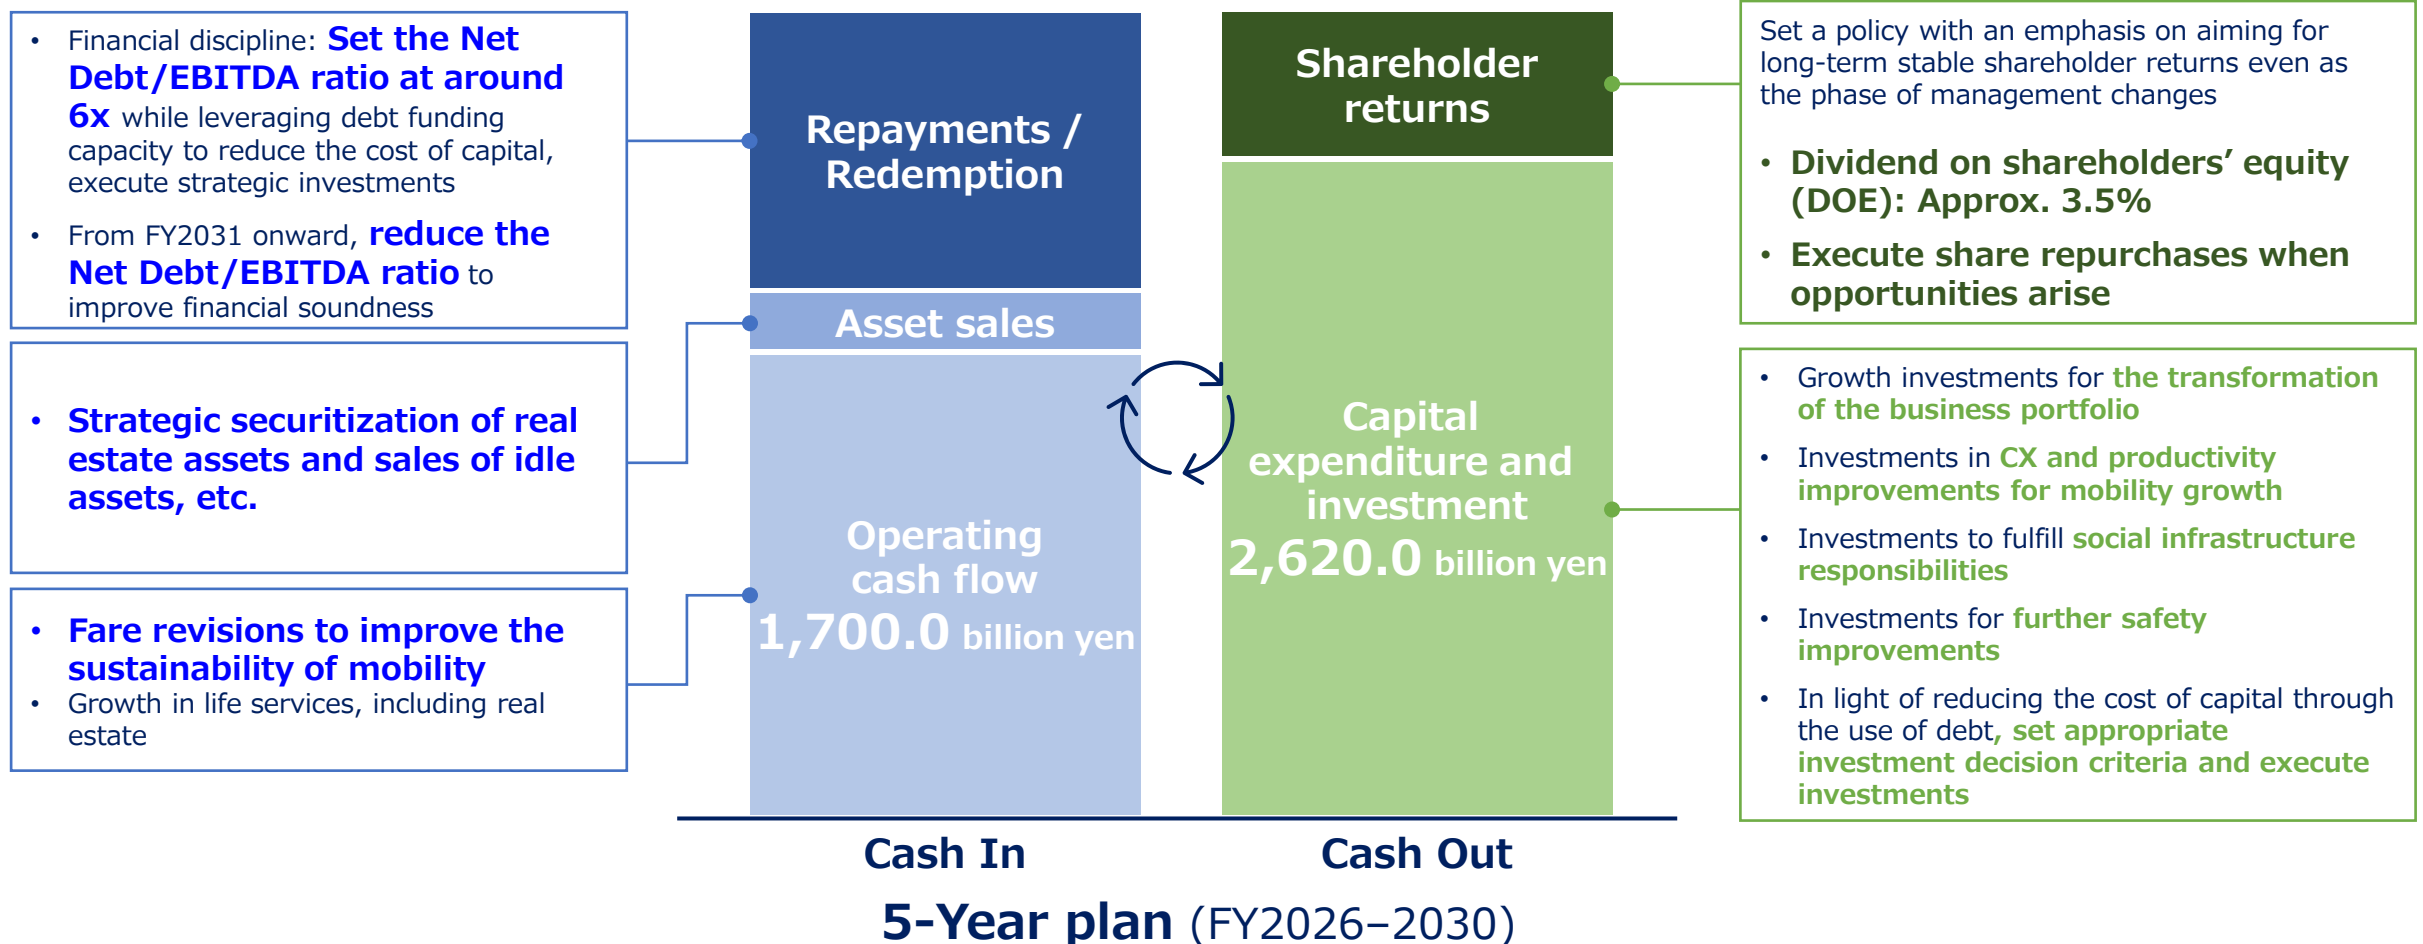 • Financial discipline: Set the Net
Debt/EBITDA ratio at around
6x while leveraging debt funding
capacity to reduce the cost of capital,
execute strategic investments
• From FY2031 onward, reduce the
Net Debt/EBITDA ratio to
improve financial soundness
• Strategic securitization of real
estate assets and sales of idle
assets, etc.
• Fare revisions to improve the
sustainability of mobility
• Growth in life services, including real
estate
Repayments /
Redemption
Asset sales
Operating
cash flow
1,700.0 billion yen
Shareholder
returns
Capital
expenditure and
investment
2,620.0 billion yen
Set a policy with an emphasis on aiming for
long-term stable shareholder returns even as
the phase of management changes
• Dividend on shareholders’ equity
(DOE): Approx. 3.5%
• Execute share repurchases when
opportunities arise
• Growth investments for the transformation
of the business portfolio
• Investments in CX and productivity
improvements for mobility growth
• Investments to fulfill social infrastructure
responsibilities
• Investments for further safety
improvements
• In light of reducing the cost of capital through
the use of debt, set appropriate
investment decision criteria and execute
investments
Cash In
Cash Out
5-Year plan (FY2026–2030)